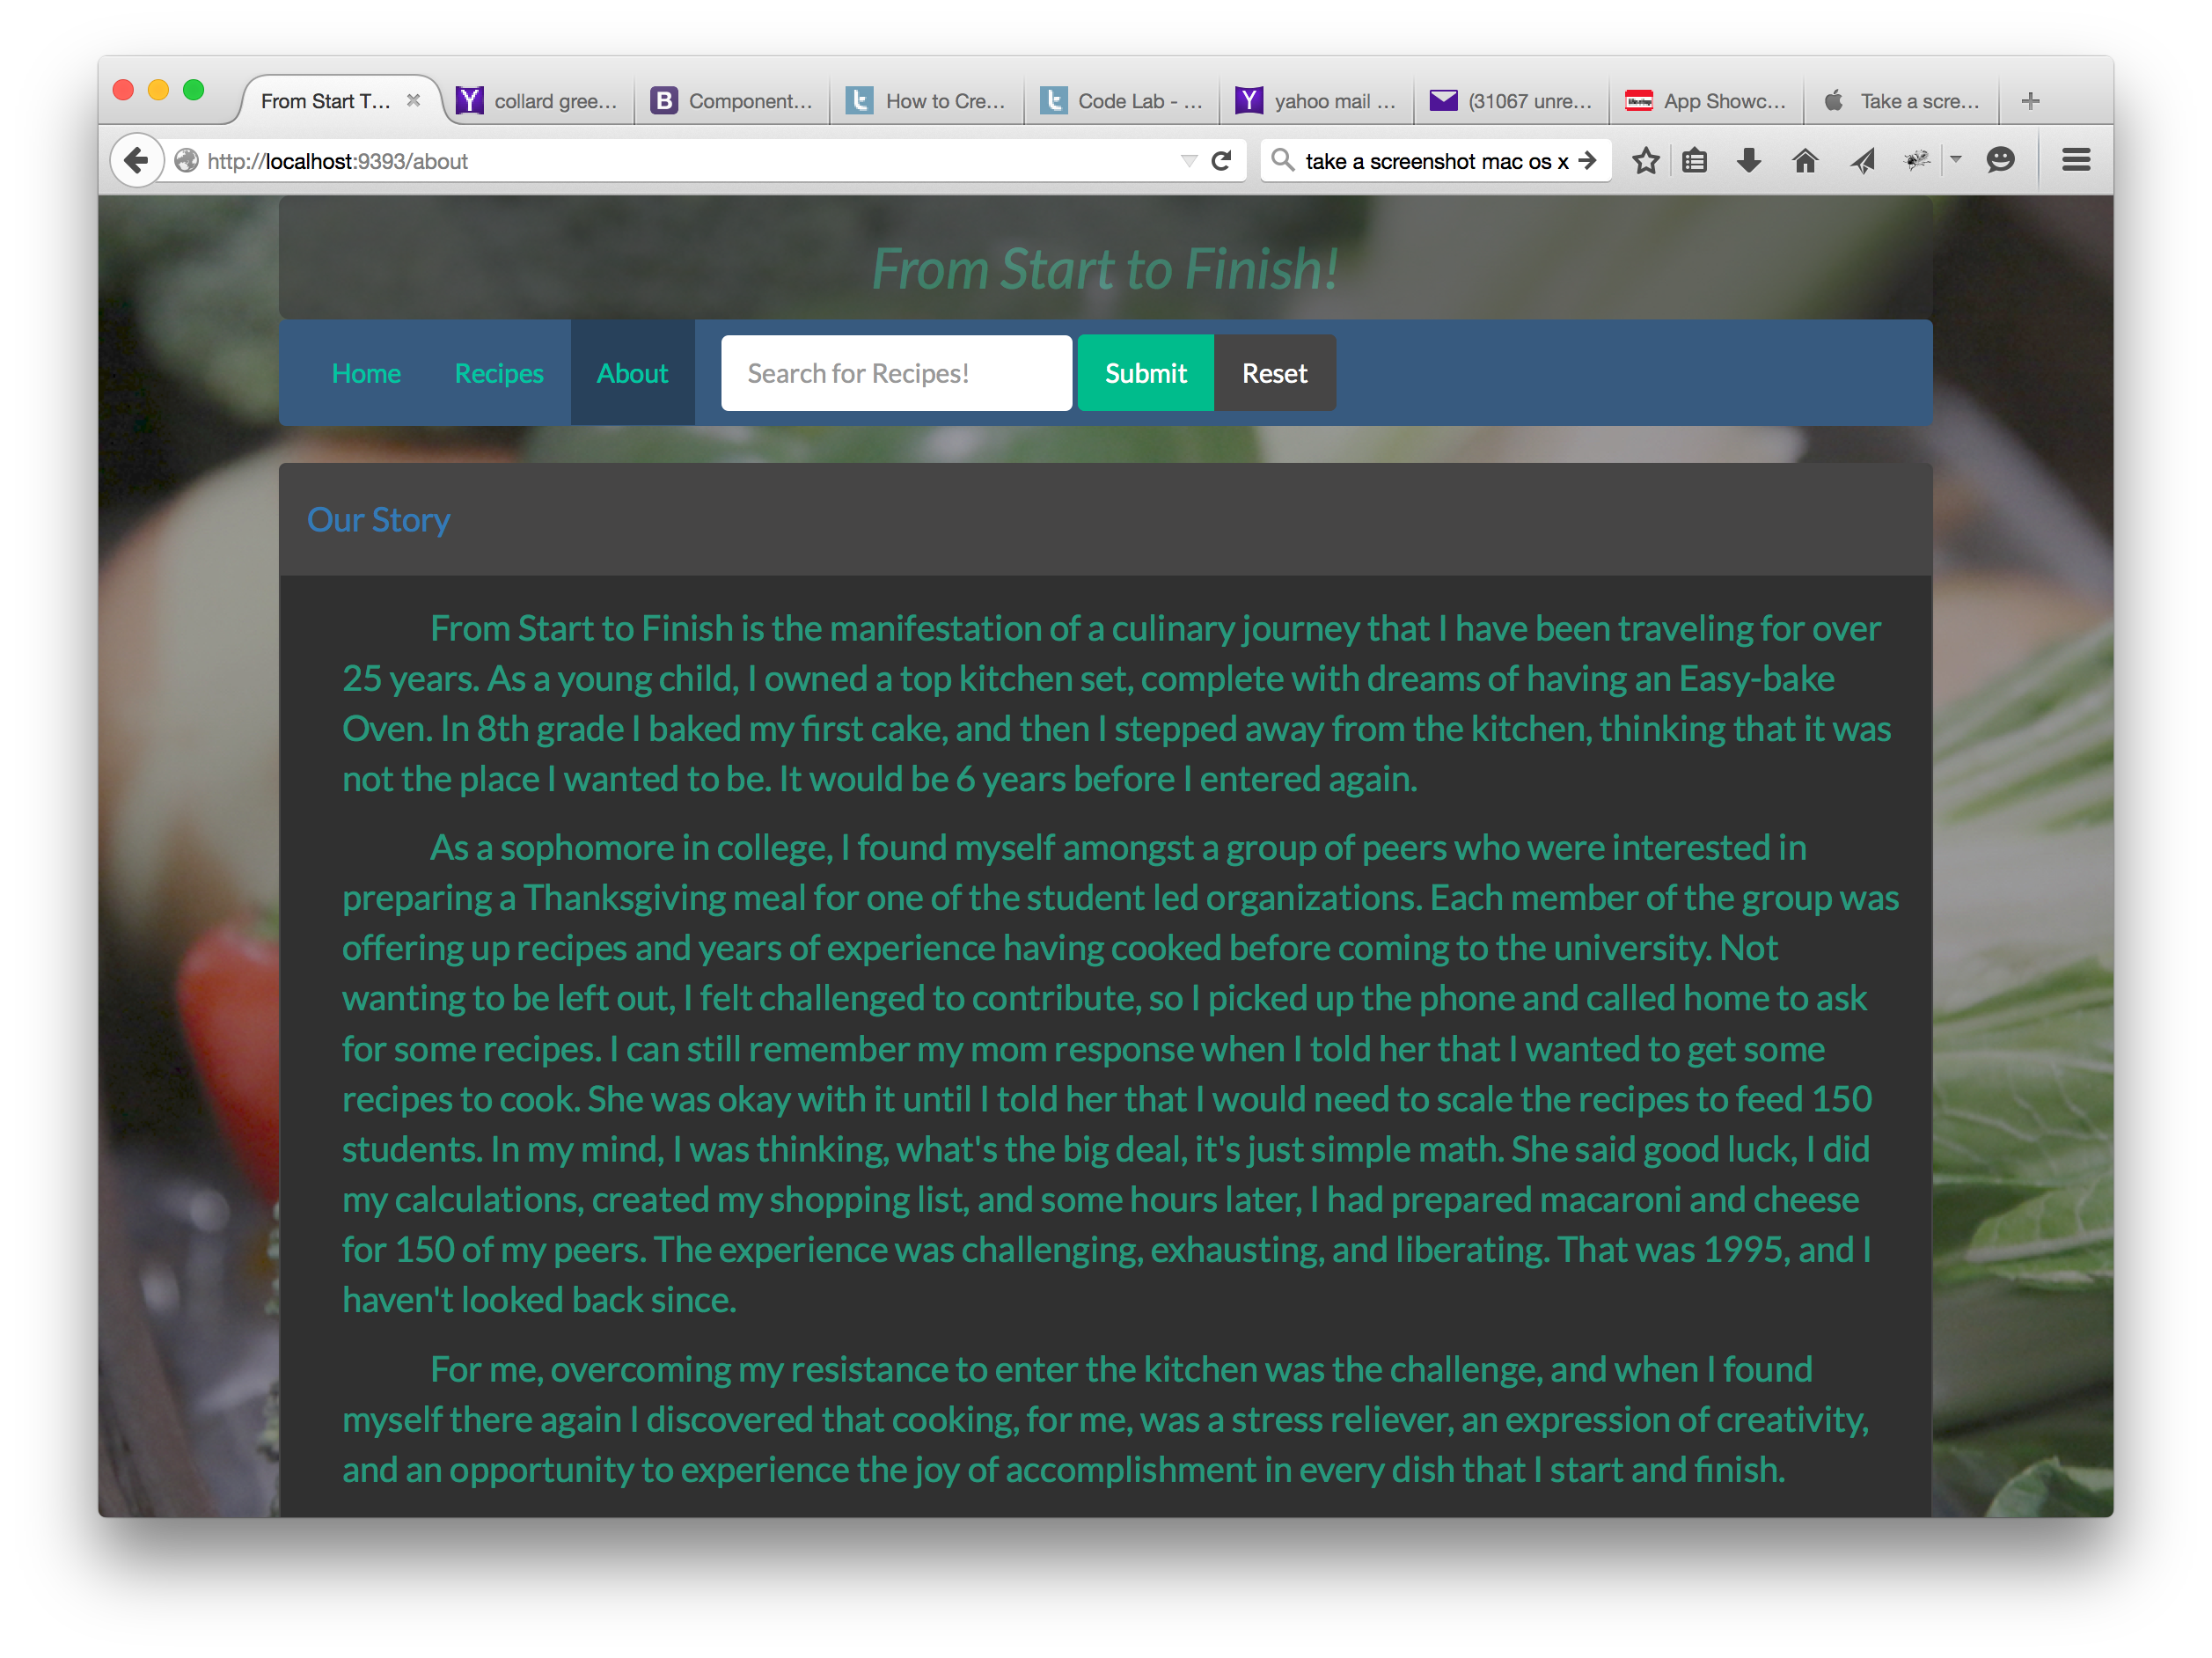 From Start T...
collard gree...
Component...
How to Cre...
Code Lab - ...
yahoo mail ...
(31067 unre...
App Showc...
Take a scre...
http://localhost:9393/about
take a screenshot mac os x
From Start to Finish!
Home
Recipes
About
Search for Recipes!
Submit
Reset
Our Story
From Start to Finish is the manifestation of a culinary journey that I have been traveling for over
25 years. As a young child, I owned a top kitchen set, complete with dreams of having an Easy-bake
Oven. In 8th grade I baked my first cake, and then I stepped away from the kitchen, thinking that it was
not the place I wanted to be. It would be 6 years before I entered again.
As a sophomore in college, I found myself amongst a group of peers who were interested in
preparing a Thanksgiving meal for one of the student led organizations. Each member of the group was
offering up recipes and years of experience having cooked before coming to the university. Not
wanting to be left out, I felt challenged to contribute, so I picked up the phone and called home to ask
for some recipes. I can still remember my mom response when I told her that I wanted to get some
recipes to cook. She was okay with it until I told her that I would need to scale the recipes to feed 150
students. In my mind, I was thinking, what's the big deal, it's just simple math. She said good luck, I did
my calculations, created my shopping list, and some hours later, I had prepared macaroni and cheese
for 150 of my peers. The experience was challenging, exhausting, and liberating. That was 1995, and I
haven't looked back since.
For me, overcoming my resistance to enter the kitchen was the challenge, and when I found
myself there again I discovered that cooking, for me, was a stress reliever, an expression of creativity,
and an opportunity to experience the joy of accomplishment in every dish that I start and finish.